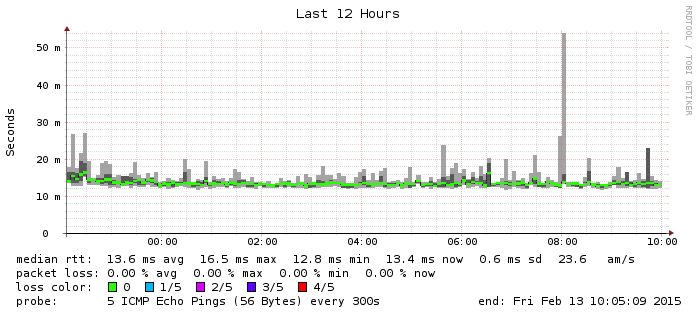 Last 12 Hours
RRDTOOL / TOBI OETIKER
Seconds
50 m
40 m
30 m
20 m
10 m
0
00:00 02:00 04:00 06:00 08:00 10:00
median rtt: 13.6 ms avg 16.5 ms max 12.8 ms min 13.4 ms now 0.6 ms sd 23.6 am/s
packet loss: 0.00 % avg 0.00 % max 0.00 % min 0.00 % now
loss color: 0 1/5 2/5 3/5 4/5
probe: 5 ICMP Echo Pings (56 Bytes) every 300s end: Fri Feb 13 10:05:09 2015